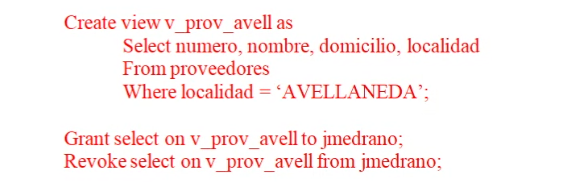 Create view v_prov_avell as
Select numero, nombre, domicilio, localidad
From proveedores
Where localidad = ‘AVELLANEDA’;
Grant select on v_prov_avell to jmedrano;
Revoke select on v_prov_avell from jmedrano;